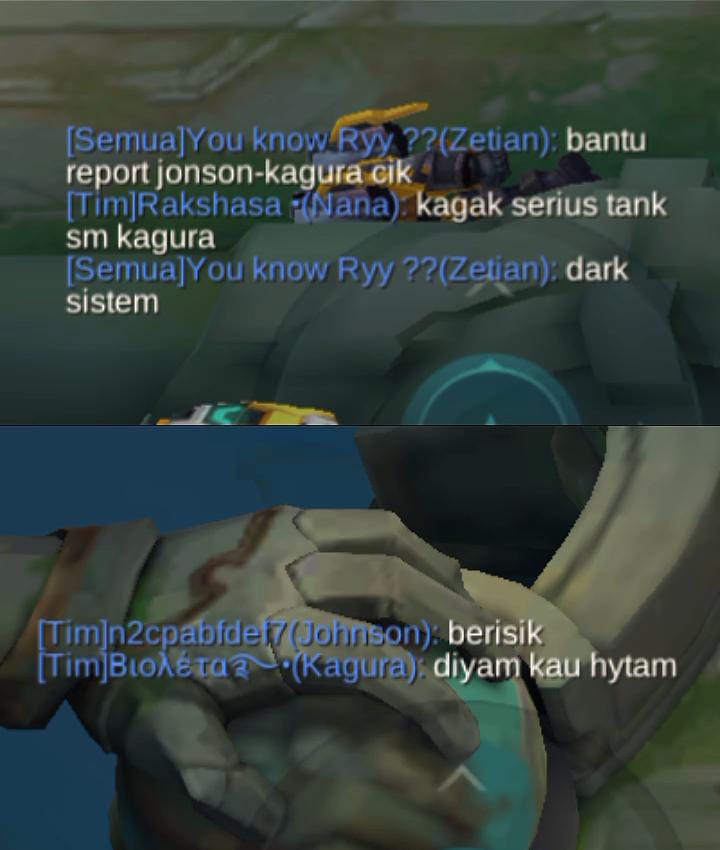 [Semua]You know Ryy ??(Zetian): bantu
report jonson-kagura cik
[Tim]Rakshasa •(Nana): kagak serius tank
sm kagura
[Semua]You know Ryy ??(Zetian): dark
sistem
[Tim]n2cpabfdef7(Johnson): berisik
[Tim]Βιολέτα࿐•(Kagura): diyam kau hytam